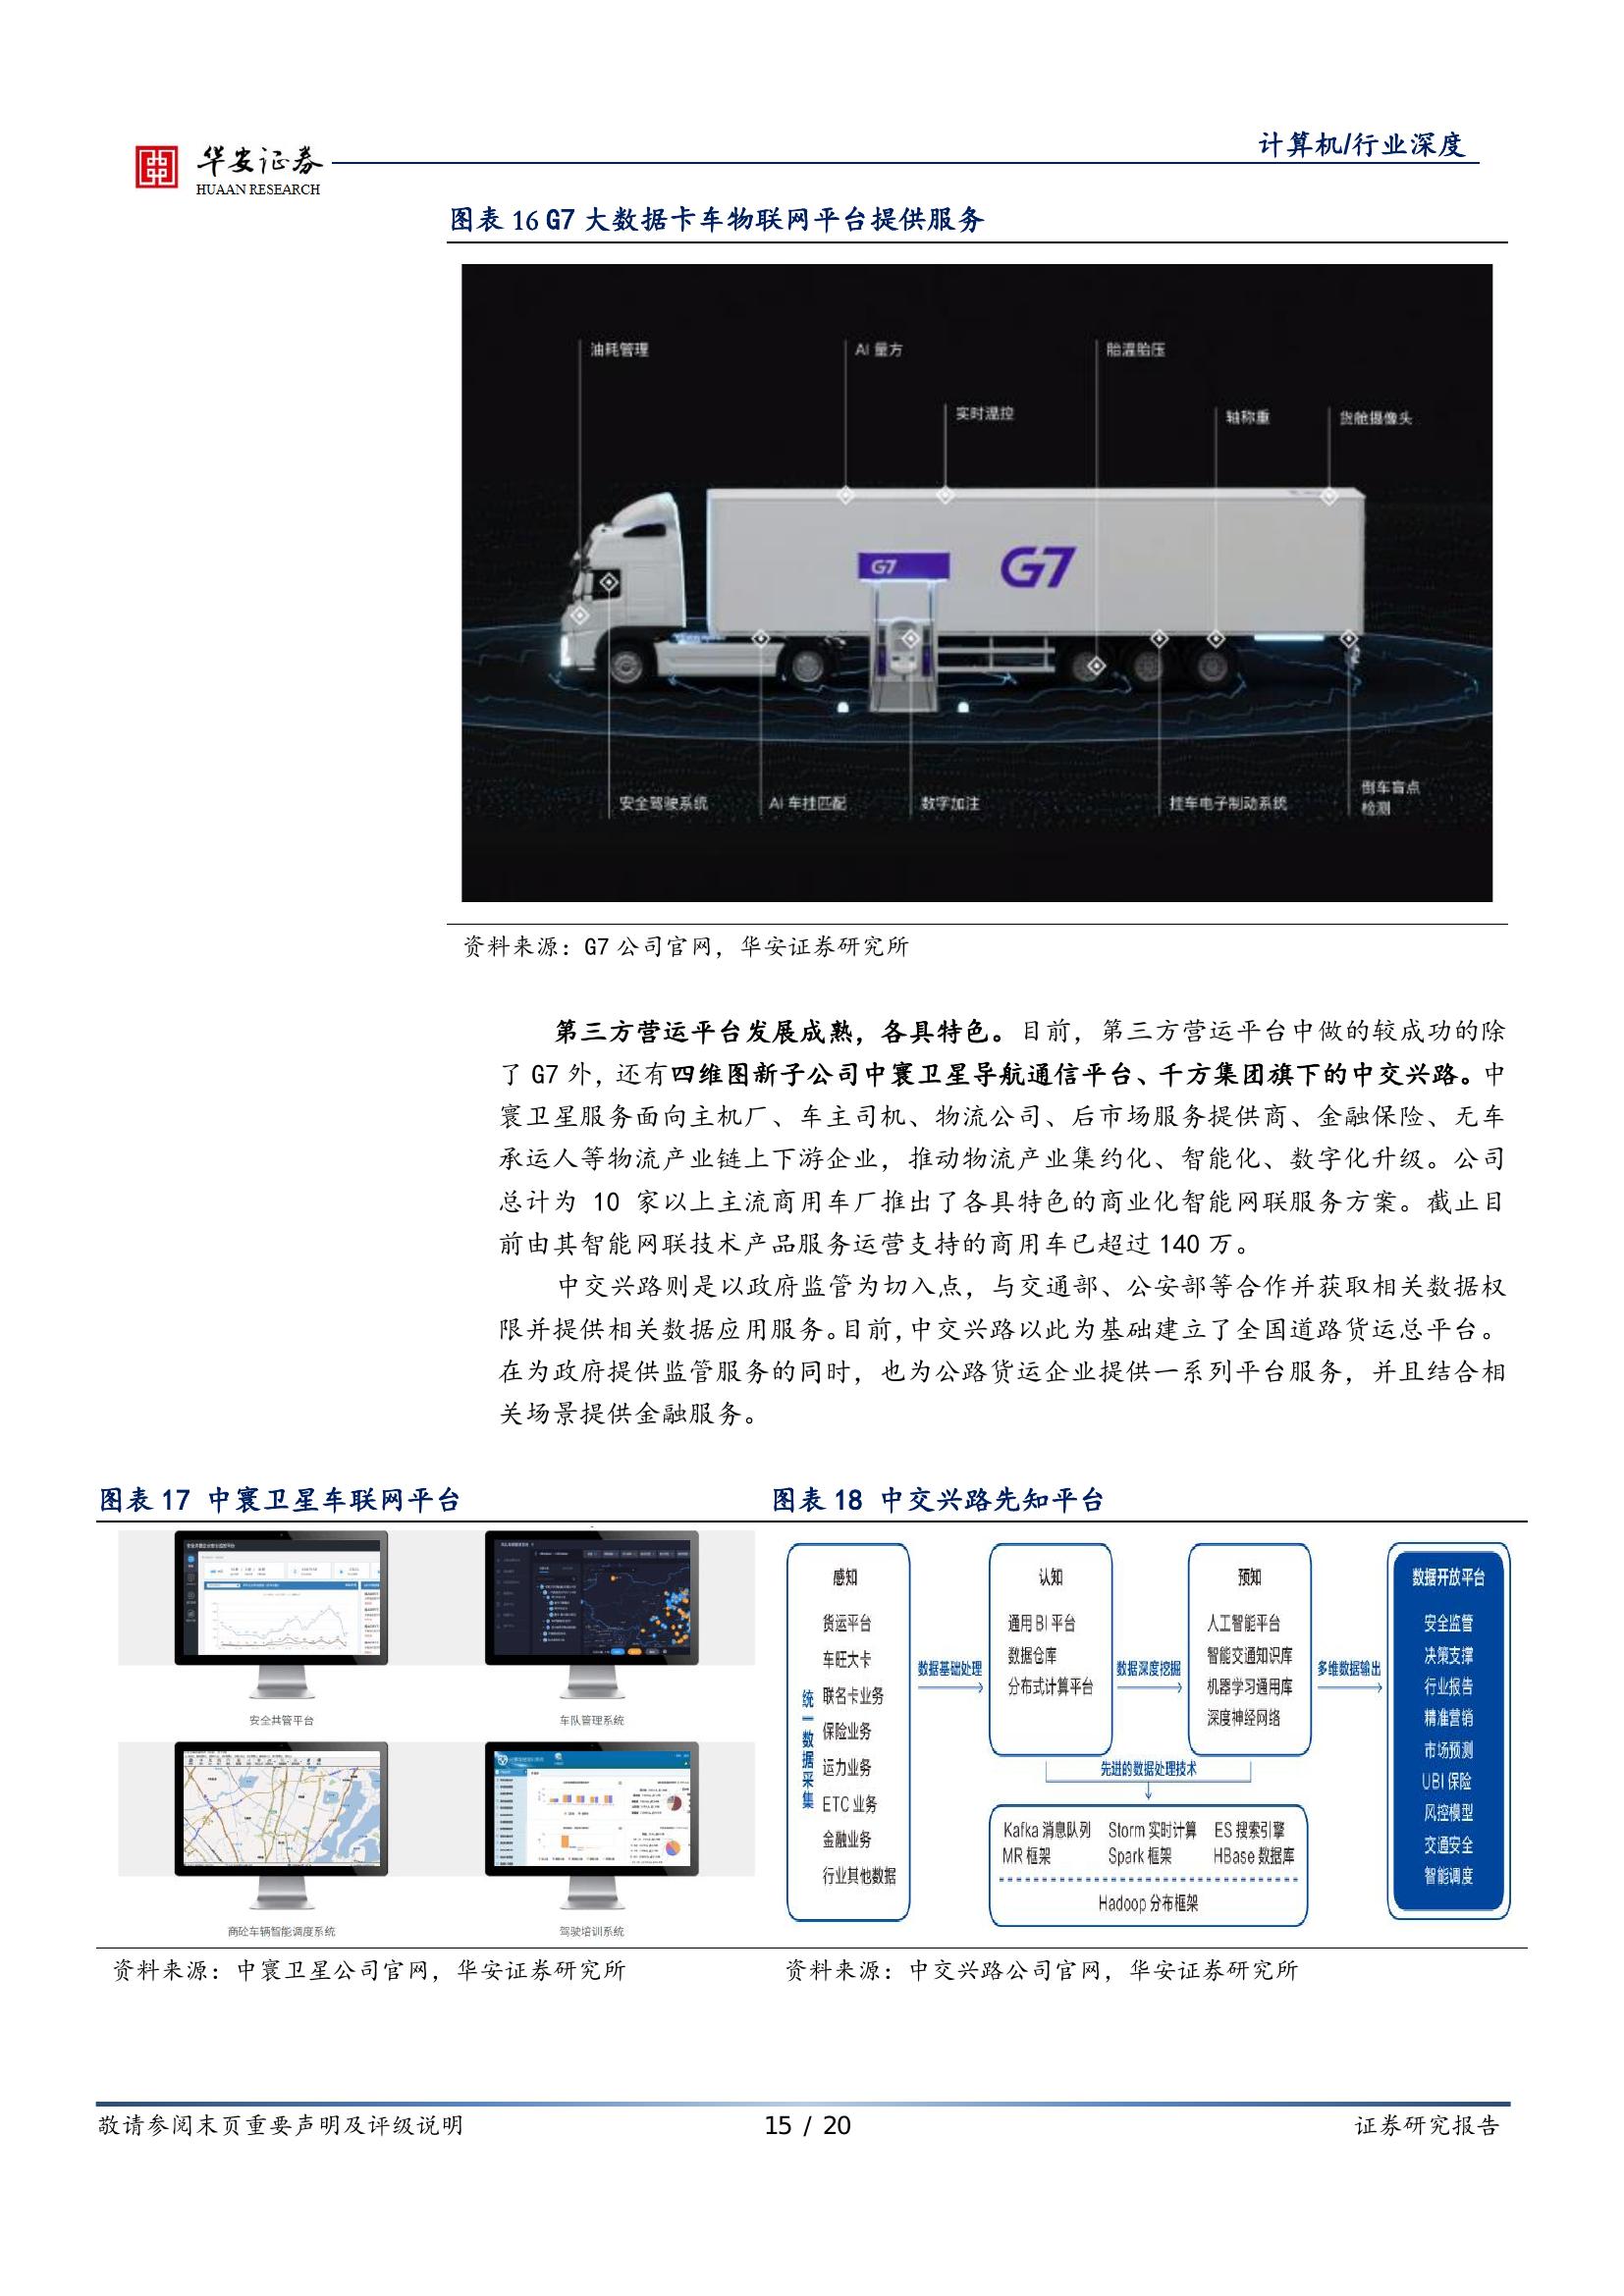 华安证券
HUAAN RESEARCH
计算机/行业深度
图表 16 G7 大数据卡车物联网平台提供服务
油耗管理
AI 量方
胎温胎压
实时温控
轴称重
货舱摄像头
G7
G7
安全驾驶系统
AI 车挂匹配
数字加注
挂车电子制动系统
倒车盲点
检测
资料来源：G7 公司官网，华安证券研究所
第三方营运平台发展成熟，各具特色。目前，第三方营运平台中做的较成功的除
了 G7 外，还有四维图新子公司中寰卫星导航通信平台、千方集团旗下的中交兴路。中
寰卫星服务面向主机厂、车主司机、物流公司、后市场服务提供商、金融保险、无车
承运人等物流产业链上下游企业，推动物流产业集约化、智能化、数字化升级。公司
总计为 10 家以上主流商用车厂推出了各具特色的商业化智能网联服务方案。截止目
前由其智能网联技术产品服务运营支持的商用车已超过 140 万。
中交兴路则是以政府监管为切入点，与交通部、公安部等合作并获取相关数据权
限并提供相关数据应用服务。目前，中交兴路以此为基础建立了全国道路货运总平台。
在为政府提供监管服务的同时，也为公路货运企业提供一系列平台服务，并且结合相
关场景提供金融服务。
图表 17 中寰卫星车联网平台
安全共管平台
车队管理系统
商砼车辆智能调度系统
驾驶培训系统
资料来源：中寰卫星公司官网，华安证券研究所
图表 18 中交兴路先知平台
统一数据采集
感知
货运平台
车旺大卡
联名卡业务
保险业务
运力业务
ETC 业务
金融业务
行业其他数据
数据基础处理
认知
通用 BI 平台
数据仓库
分布式计算平台
数据深度挖掘
预知
人工智能平台
智能交通知识库
机器学习通用库
深度神经网络
多维数据输出
先进的数据处理技术
Kafka 消息队列 Storm 实时计算 ES 搜索引擎
MR 框架 Spark 框架 HBase 数据库
Hadoop 分布框架
数据开放平台
安全监管
决策支撑
行业报告
精准营销
市场预测
UBI 保险
风控模型
交通安全
智能调度
资料来源：中交兴路公司官网，华安证券研究所
敬请参阅末页重要声明及评级说明
15 / 20
证券研究报告